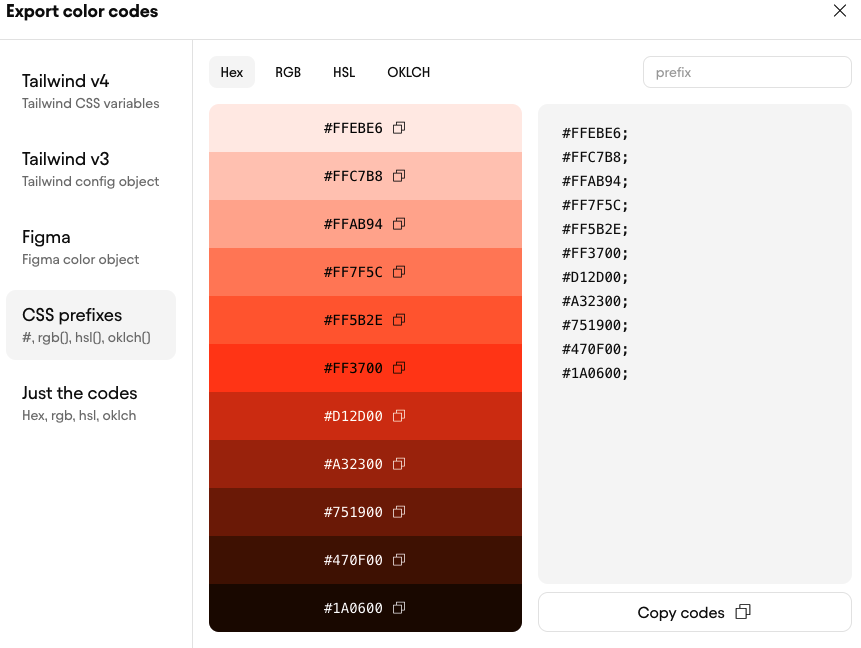 Export color codes
Tailwind v4
Tailwind CSS variables
Tailwind v3
Tailwind config object
Figma
Figma color object
CSS prefixes
#, rgb(), hsl(), oklch()
Just the codes
Hex, rgb, hsl, oklch
Hex RGB HSL OKLCH
prefix
#FFEBE6
#FFC7B8
#FFAB94
#FF7F5C
#FF5B2E
#FF3700
#D12D00
#A32300
#751900
#470F00
#1A0600
#FFEBE6;
#FFC7B8;
#FFAB94;
#FF7F5C;
#FF5B2E;
#FF3700;
#D12D00;
#A32300;
#751900;
#470F00;
#1A0600;
Copy codes